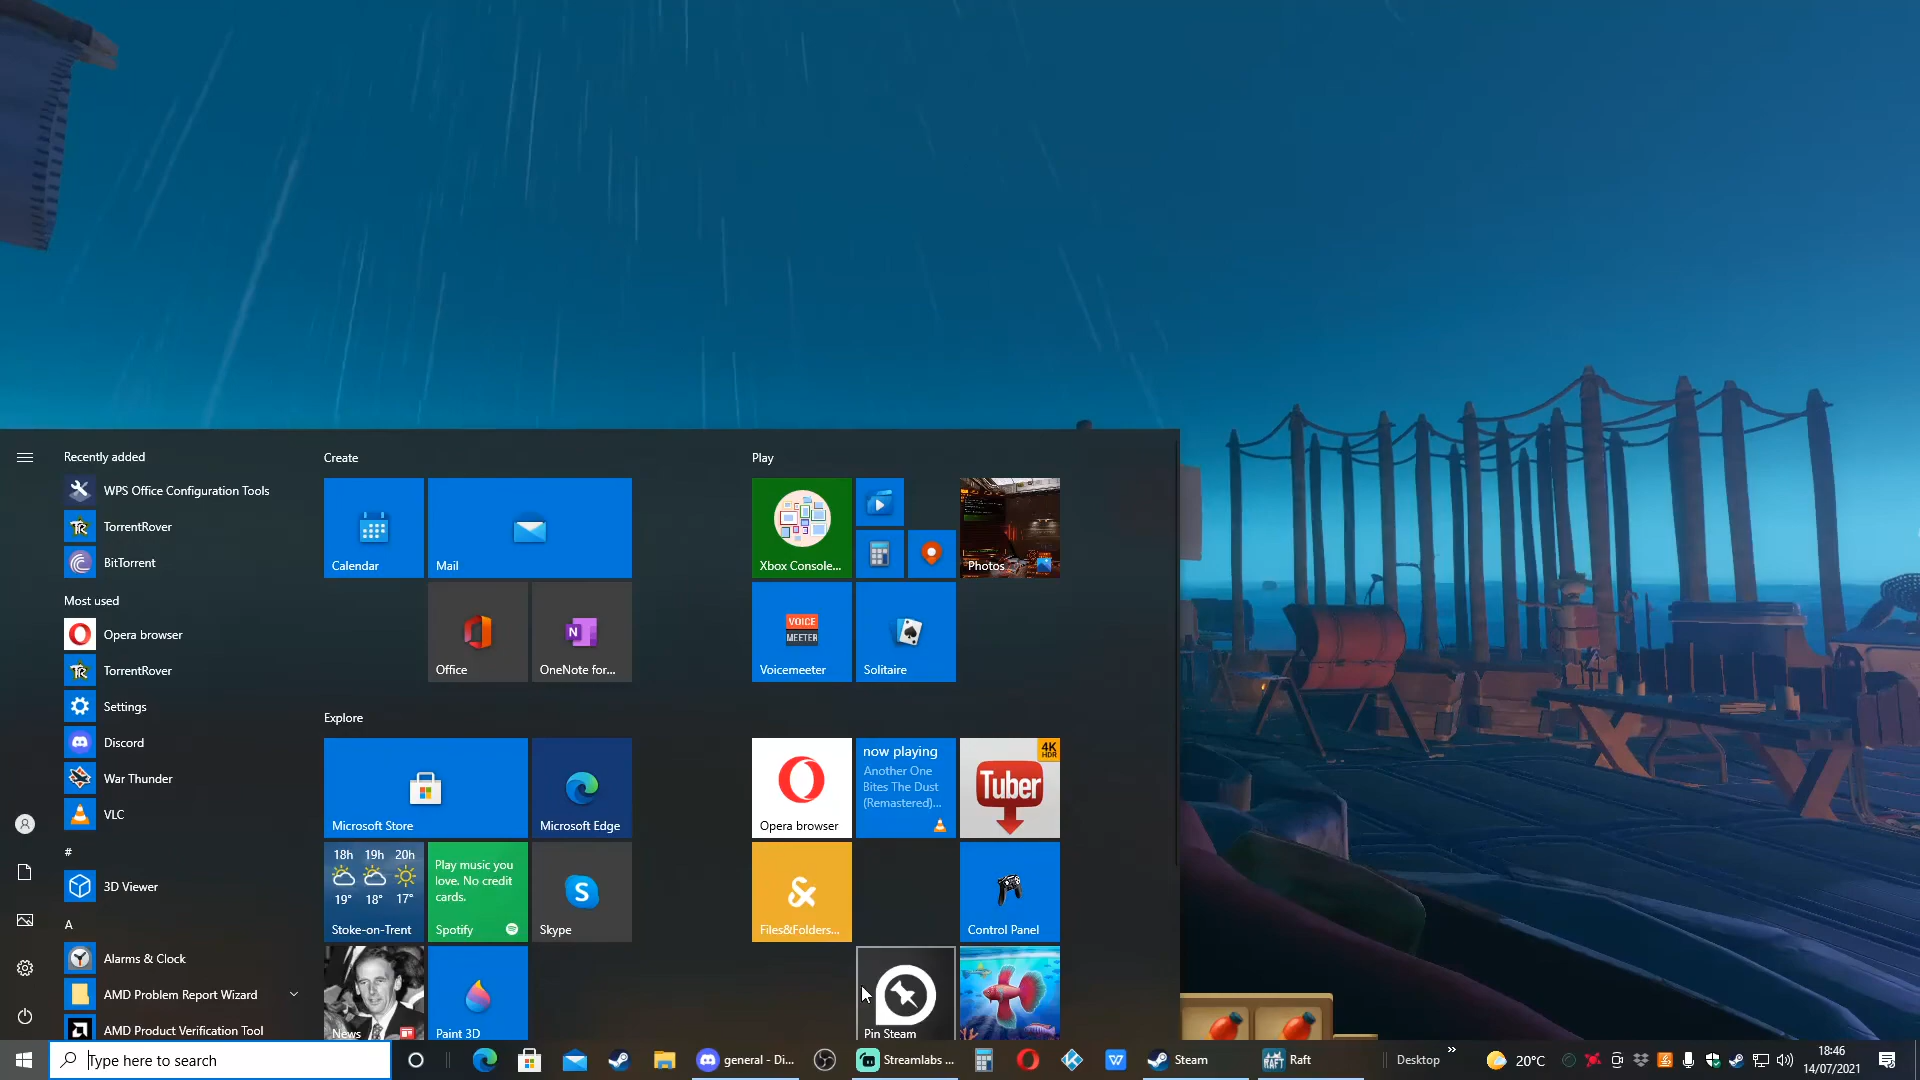 Recently added
WPS Office Configuration Tools
TorrentRover
BitTorrent
Most used
Opera browser
TorrentRover
Settings
Discord
War Thunder
VLC
#
3D Viewer
A
Alarms & Clock
AMD Problem Report Wizard
AMD Product Verification Tool
Create
Calendar
Mail
Office
OneNote for...
Explore
Microsoft Store
Microsoft Edge
18h 19h 20h
19° 18° 17°
Stoke-on-Trent
Play music you
love. No credit
cards.
Spotify
Skype
News
Paint 3D
Play
Xbox Console...
Photos
VOICE
MEETER
Voicemeeter
Solitaire
Opera browser
now playing
Another One
Bites The Dust
(Remastered)...
4K
HDR
Tuber
Files&Folders...
Control Panel
Pin Steam
Type here to search
general - Di...
Streamlabs ...
Steam
RAFT
Raft
Desktop
20°C
18:46
14/07/2021